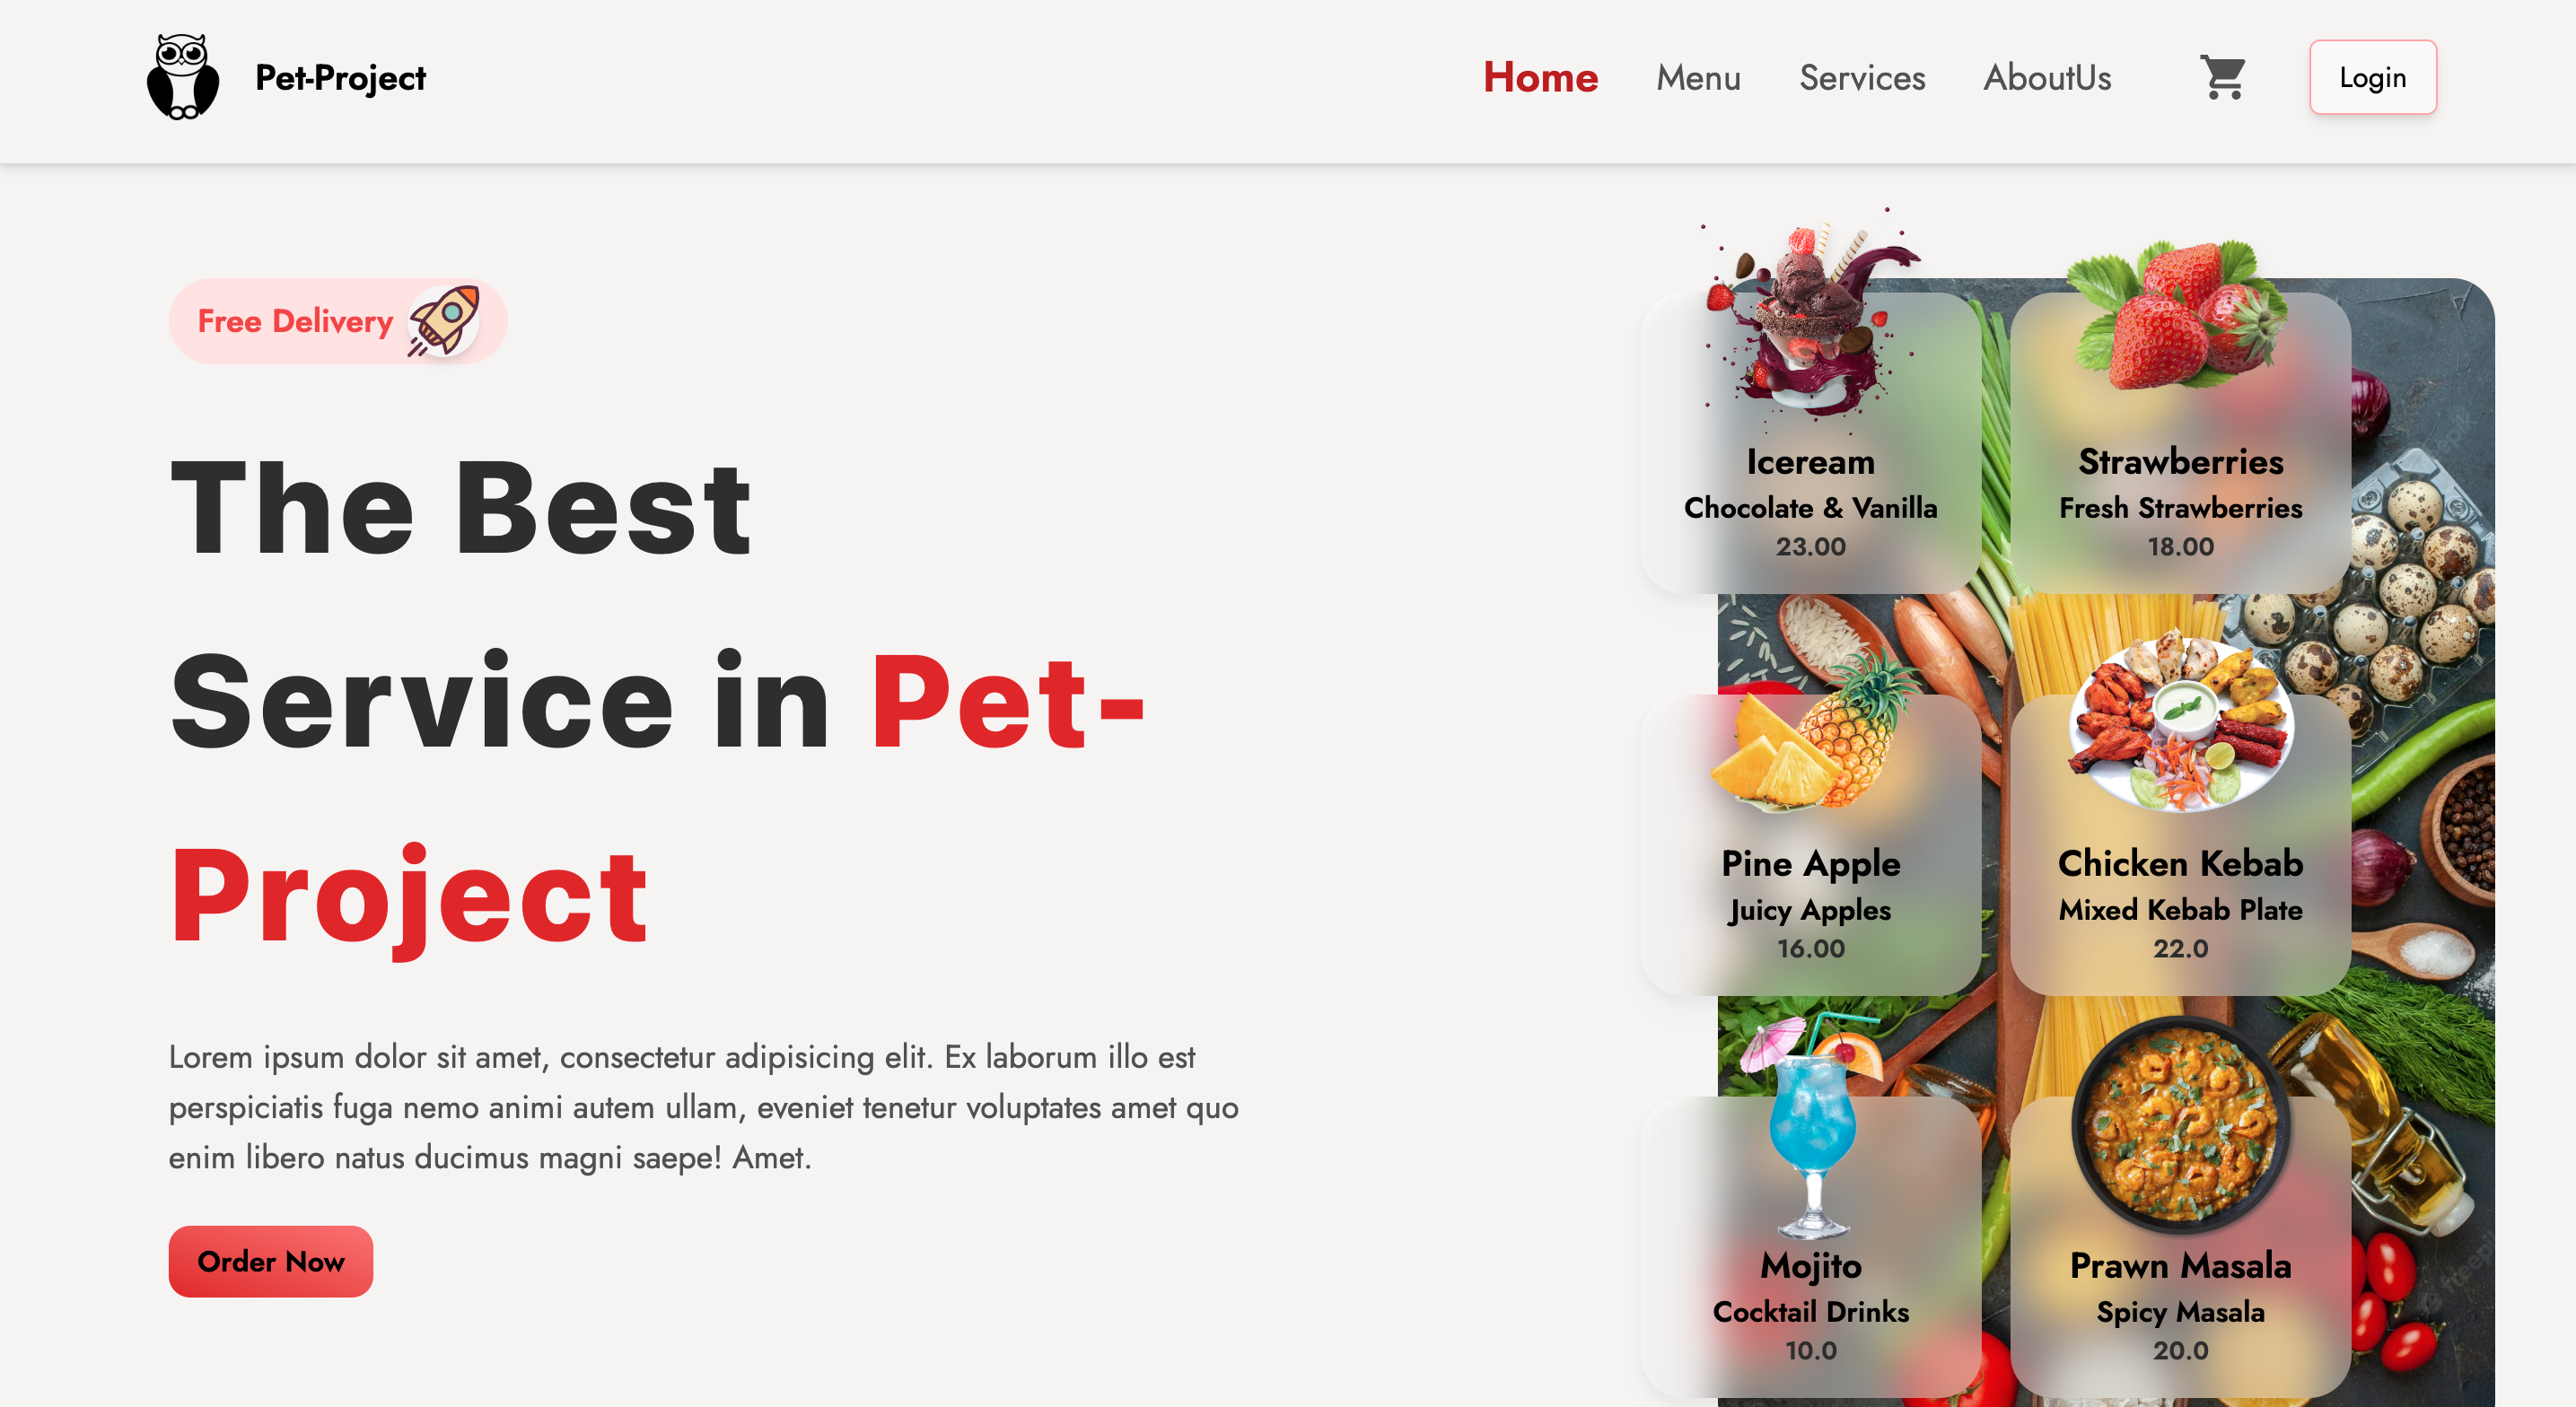 Pet-Project
Home
Menu
Services
AboutUs
Login
Free Delivery
The Best
Service in Pet-
Project
Lorem ipsum dolor sit amet, consectetur adipisicing elit. Ex laborum illo est
perspiciatis fuga nemo animi autem ullam, eveniet tenetur voluptates amet quo
enim libero natus ducimus magni saepe! Amet.
Order Now
Iceream
Chocolate & Vanilla
23.00
Strawberries
Fresh Strawberries
18.00
Pine Apple
Juicy Apples
16.00
Chicken Kebab
Mixed Kebab Plate
22.0
Mojito
Cocktail Drinks
10.0
Prawn Masala
Spicy Masala
20.0